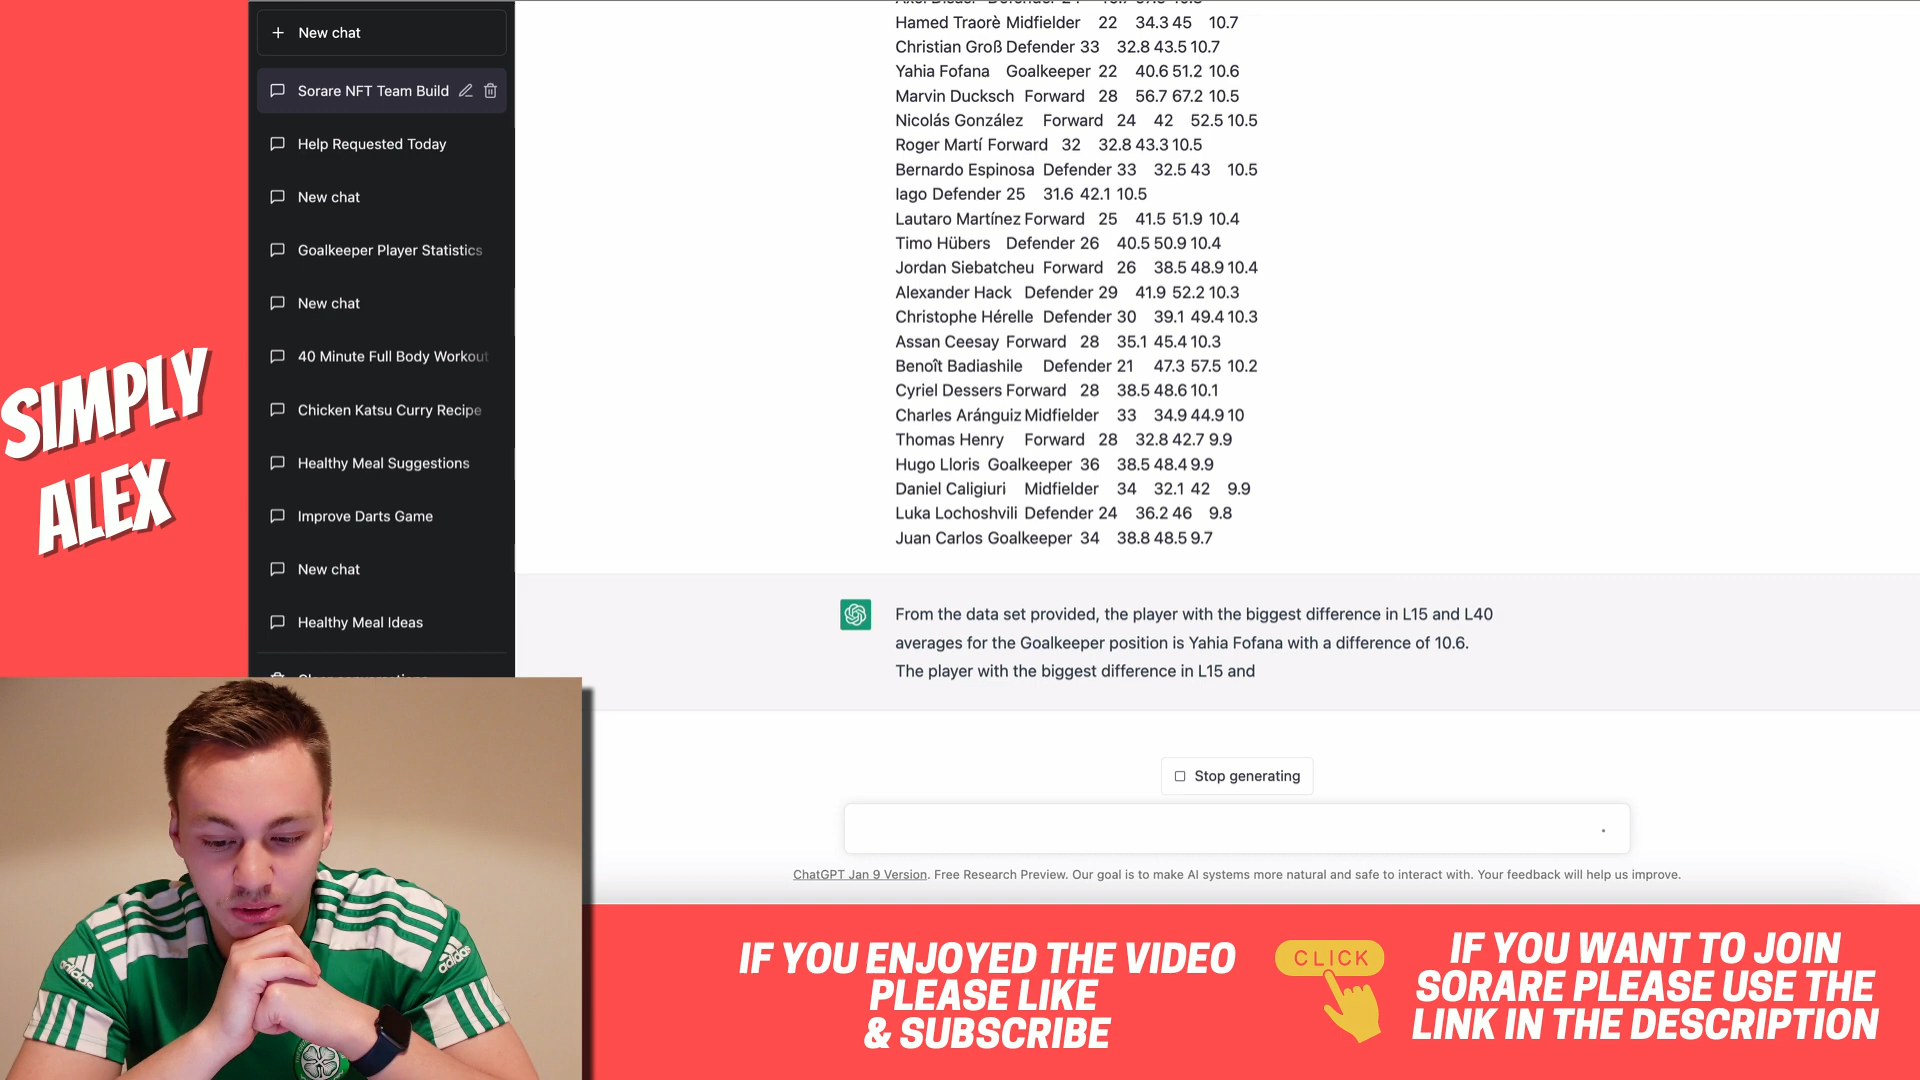 New chat
Sorare NFT Team Build
Help Requested Today
New chat
Goalkeeper Player Statistics
New chat
40 Minute Full Body Workout
Chicken Katsu Curry Recipe
Healthy Meal Suggestions
Improve Darts Game
New chat
Healthy Meal Ideas
SIMPLY
ALEX
Hamed Traorè Midfielder 22 34.3 45 10.7
Christian Groß Defender 33 32.8 43.5 10.7
Yahia Fofana Goalkeeper 22 40.6 51.2 10.6
Marvin Ducksch Forward 28 56.7 67.2 10.5
Nicolás González Forward 24 42 52.5 10.5
Roger Martí Forward 32 32.8 43.3 10.5
Bernardo Espinosa Defender 33 32.5 43 10.5
Iago Defender 25 31.6 42.1 10.5
Lautaro Martínez Forward 25 41.5 51.9 10.4
Timo Hübers Defender 26 40.5 50.9 10.4
Jordan Siebatcheu Forward 26 38.5 48.9 10.4
Alexander Hack Defender 29 41.9 52.2 10.3
Christophe Hérelle Defender 30 39.1 49.4 10.3
Assan Ceesay Forward 28 35.1 45.4 10.3
Benoît Badiashile Defender 21 47.3 57.5 10.2
Cyriel Dessers Forward 28 38.5 48.6 10.1
Charles Aránguiz Midfielder 33 34.9 44.9 10
Thomas Henry Forward 28 32.8 42.7 9.9
Hugo Lloris Goalkeeper 36 38.5 48.4 9.9
Daniel Caligiuri Midfielder 34 32.1 42 9.9
Luka Lochoshvili Defender 24 36.2 46 9.8
Juan Carlos Goalkeeper 34 38.8 48.5 9.7
From the data set provided, the player with the biggest difference in L15 and L40
averages for the Goalkeeper position is Yahia Fofana with a difference of 10.6.
The player with the biggest difference in L15 and
Stop generating
ChatGPT Jan 9 Version. Free Research Preview. Our goal is to make AI systems more natural and safe to interact with. Your feedback will help us improve.
adidas
adidas
IF YOU ENJOYED THE VIDEO
PLEASE LIKE
& SUBSCRIBE
CLICK
IF YOU WANT TO JOIN
SORARE PLEASE USE THE
LINK IN THE DESCRIPTION